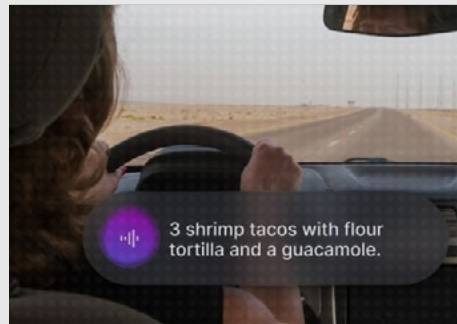 3 shrimp tacos with flour
tortilla and a guacamole.